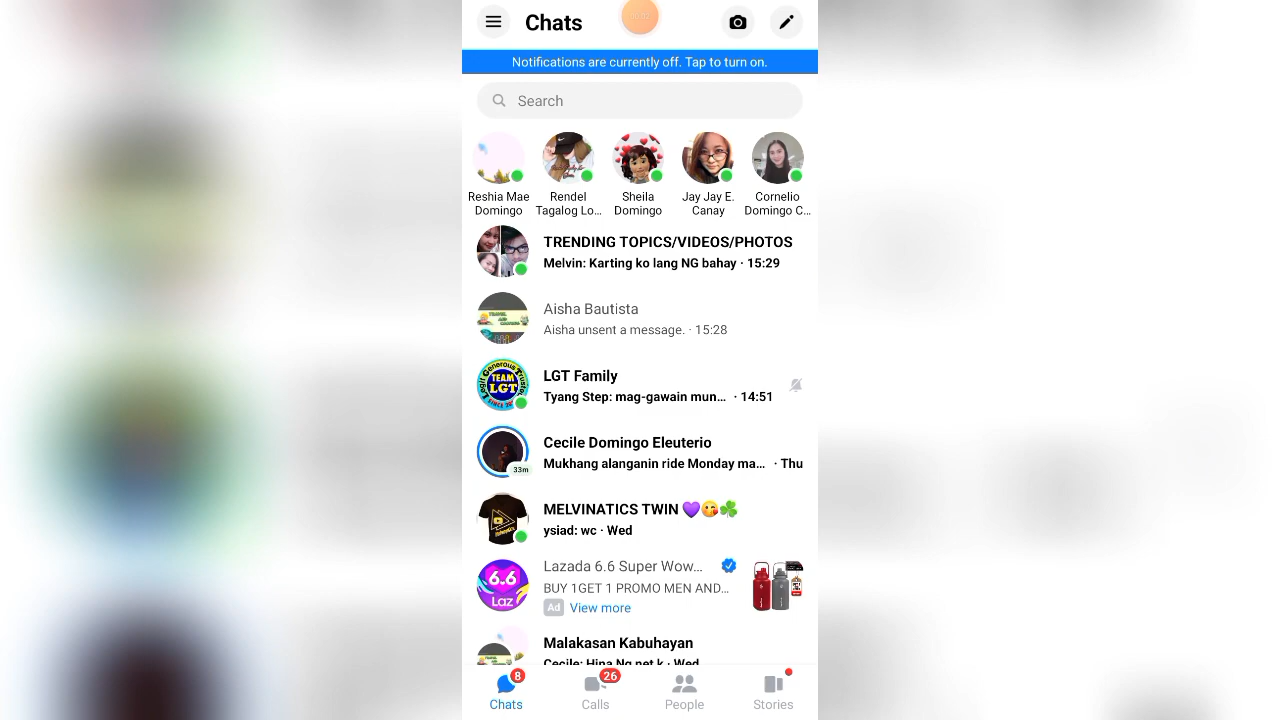 Chats
Notifications are currently off. Tap to turn on.
Search
Reshia Mae Domingo
Rendel Tagalog Lo...
Sheila Domingo
Jay Jay E. Canay
Cornelio Domingo C...
TRENDING TOPICS/VIDEOS/PHOTOS
Melvin: Karting ko lang NG bahay · 15:29
Aisha Bautista
Aisha unsent a message. · 15:28
LGT Family
TEAM LGT
Tyang Step: mag-gawain mun... · 14:51
Cecile Domingo Eleuterio
Mukhang alanganin ride Monday ma... · Thu
33m
MELVINATICS TWIN 💜😘☘️
ysiad: wc · Wed
Lazada 6.6 Super Wow...
6.6
Laz
BUY 1GET 1 PROMO MEN AND...
Ad View more
Malakasan Kabuhayan
Cecile: Hina Ng net k · Wed
8
26
Chats
Calls
People
Stories